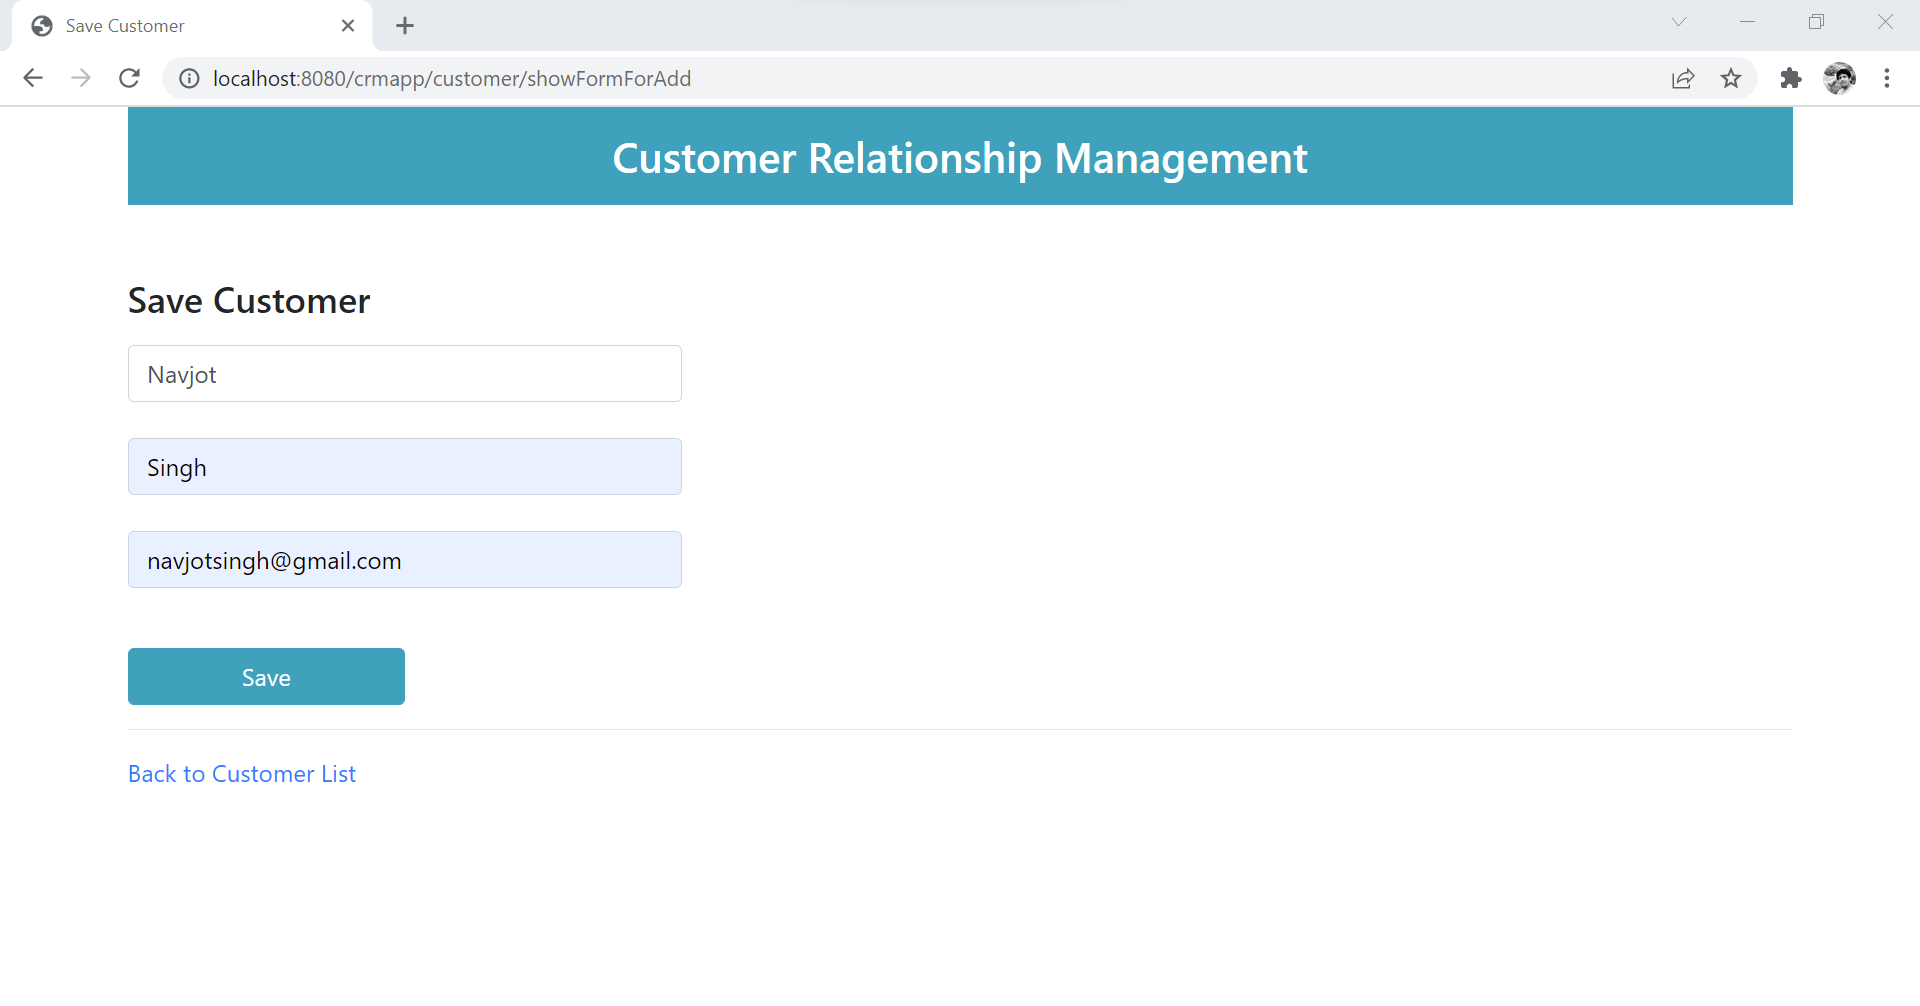 Save Customer
localhost:8080/crmapp/customer/showFormForAdd
Customer Relationship Management
Save Customer
Navjot
Singh
navjotsingh@gmail.com
Save
Back to Customer List